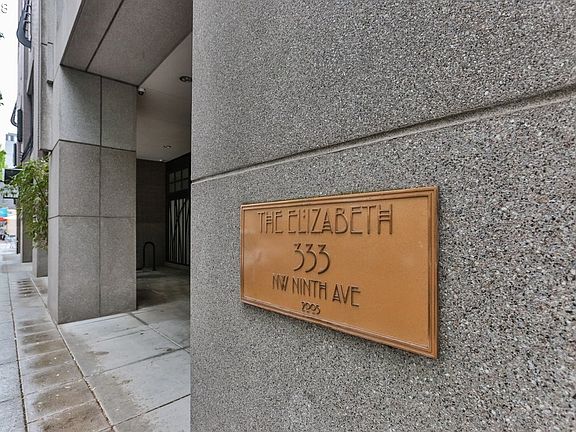 THE ELIZABETH
333
NW NINTH AVE
2005